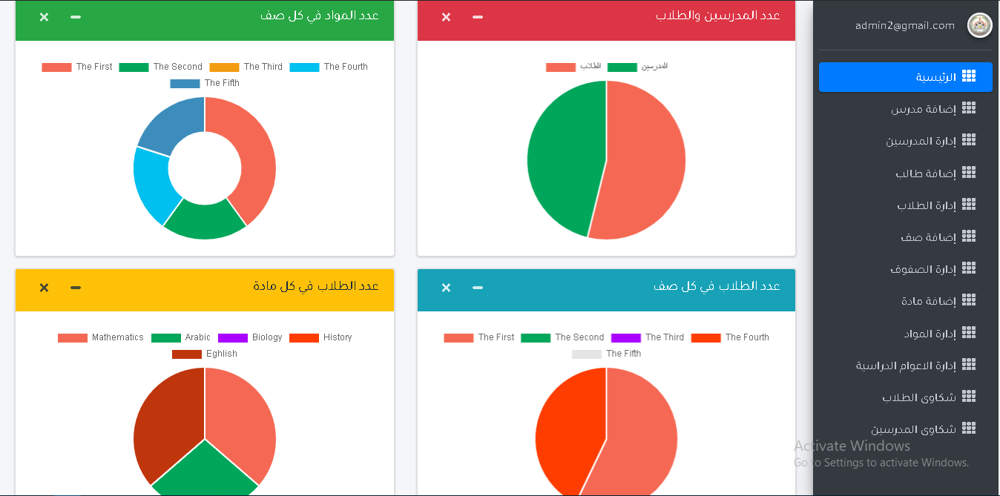 admin2@gmail.com
الرئيسية
إضافة مدرس
إدارة المدرسين
إضافة طالب
إدارة الطلاب
إضافة صف
إدارة الصفوف
إضافة مادة
إدارة المواد
إدارة الاعوام الدراسية
شكاوى الطلاب
شكاوى المدرسين
عدد المدرسين والطلاب
الطلاب المدرسين
عدد المواد في كل صف
The First The Second The Third The Fourth
The Fifth
عدد الطلاب في كل صف
The First The Second The Third The Fourth
The Fifth
عدد الطلاب في كل مادة
Mathematics Arabic Biology History
Eghlish
Activate Windows
Go to Settings to activate Windows.